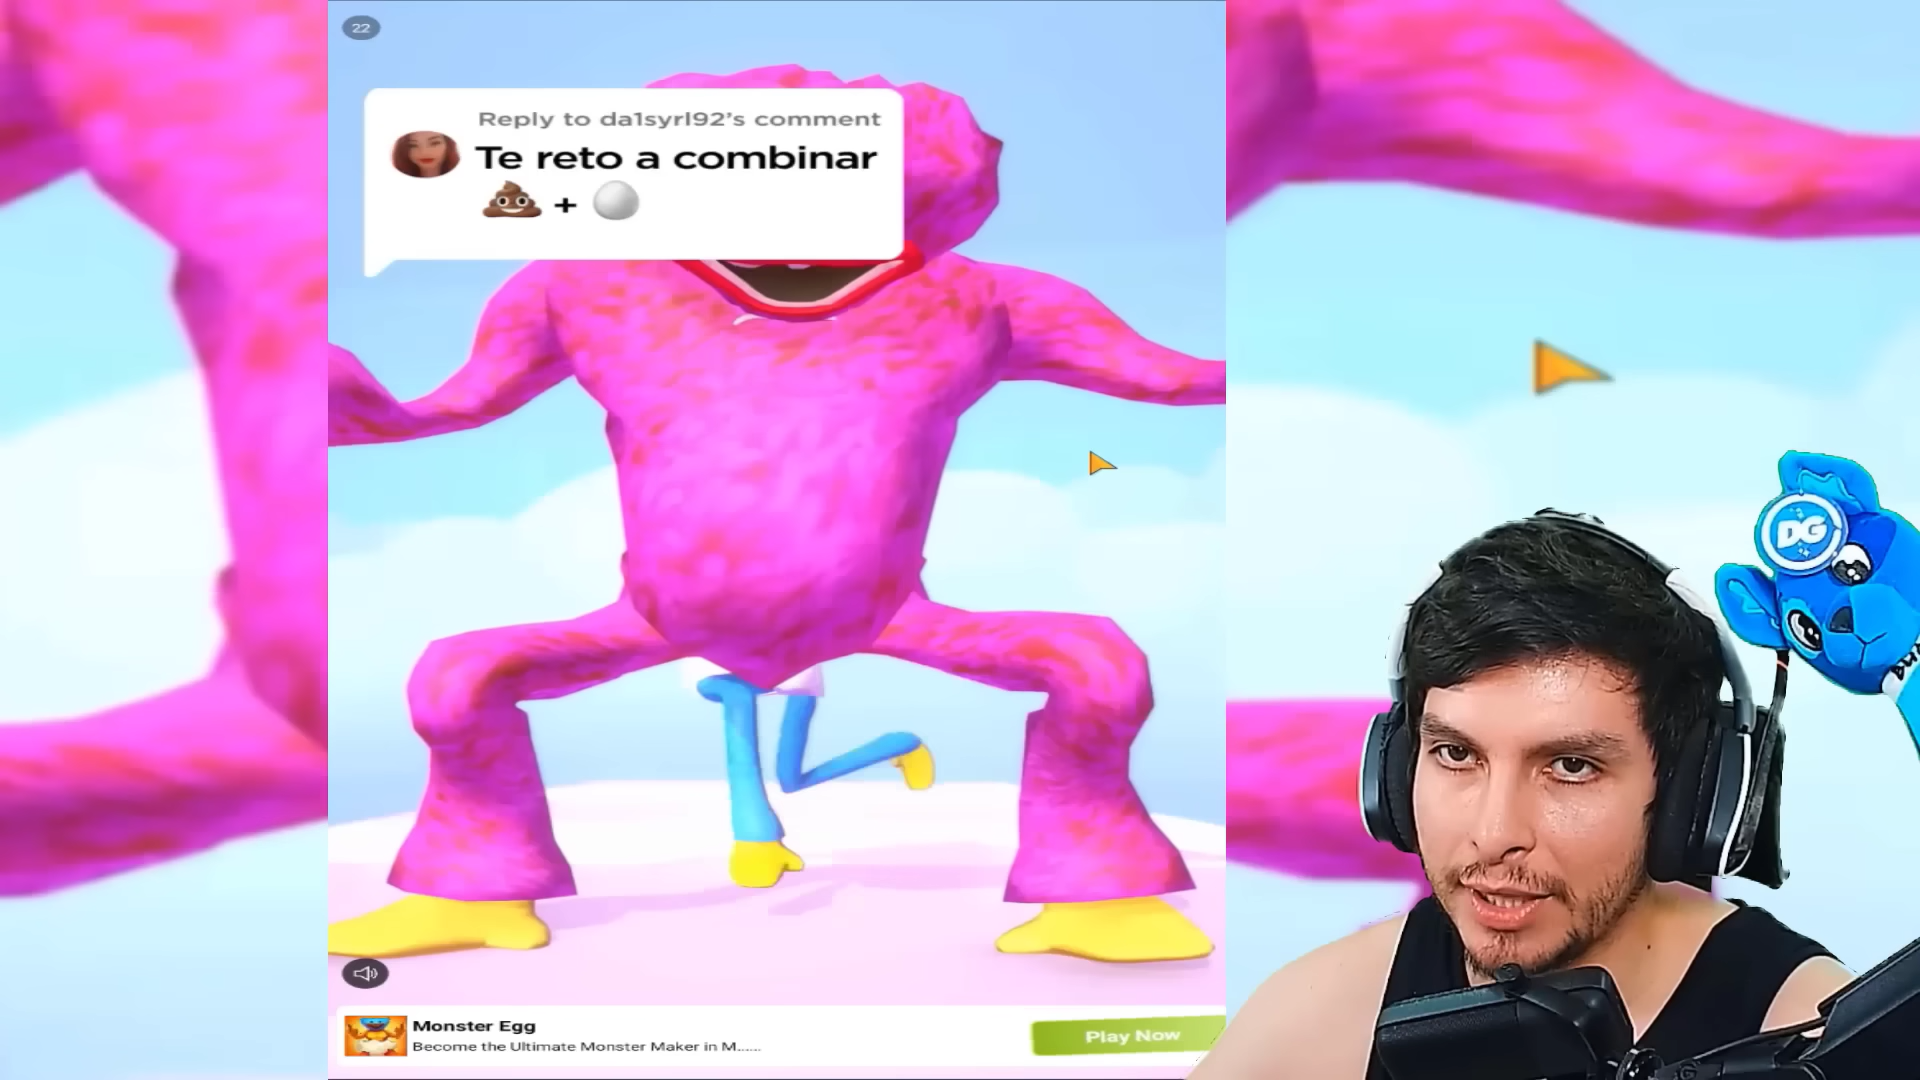 22
Reply to da1syrl92's comment
Te reto a combinar
💩 + 🥚
DG
Monster Egg
Become the Ultimate Monster Maker in M......
Play Now